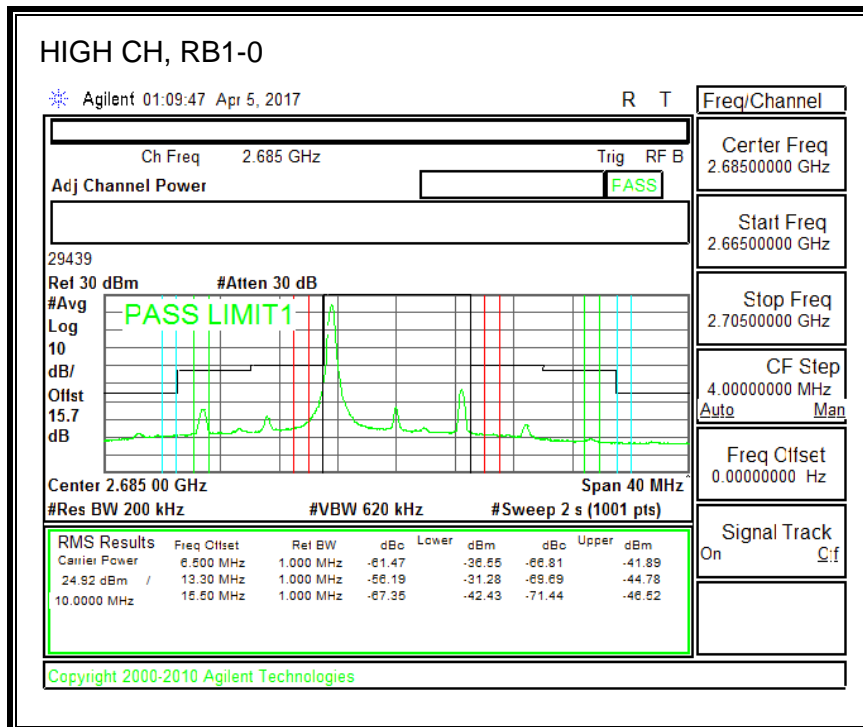 HIGH CH, RB1-0
Agilent 01:09:47 Apr 5, 2017 R T
Freq/Channel
Ch Freq 2.685 GHz Trig RF B
Adj Channel Power
PASS
Center Freq
2.68500000 GHz
Start Freq
2.66500000 GHz
29439
Ref 30 dBm #Atten 30 dB
#Avg
Log
10
dB/
Offst
15.7
dB
PASS LIMIT1
Stop Freq
2.70500000 GHz
CF Step
4.00000000 MHz
Auto Man
Freq Offset
0.00000000 Hz
Center 2.685 00 GHz Span 40 MHz
#Res BW 200 kHz #VBW 620 kHz #Sweep 2 s (1001 pts)
Signal Track
On Off
RMS Results Freq Offset Ref BW dBc Lower dBm dBc Upper dBm
Carrier Power 6.500 MHz 1.000 MHz -61.47 -36.55 -66.81 -41.89
24.92 dBm / 13.30 MHz 1.000 MHz -56.19 -31.28 -69.69 -44.78
10.0000 MHz 15.50 MHz 1.000 MHz -67.35 -42.43 -71.44 -46.52
Copyright 2000-2010 Agilent Technologies